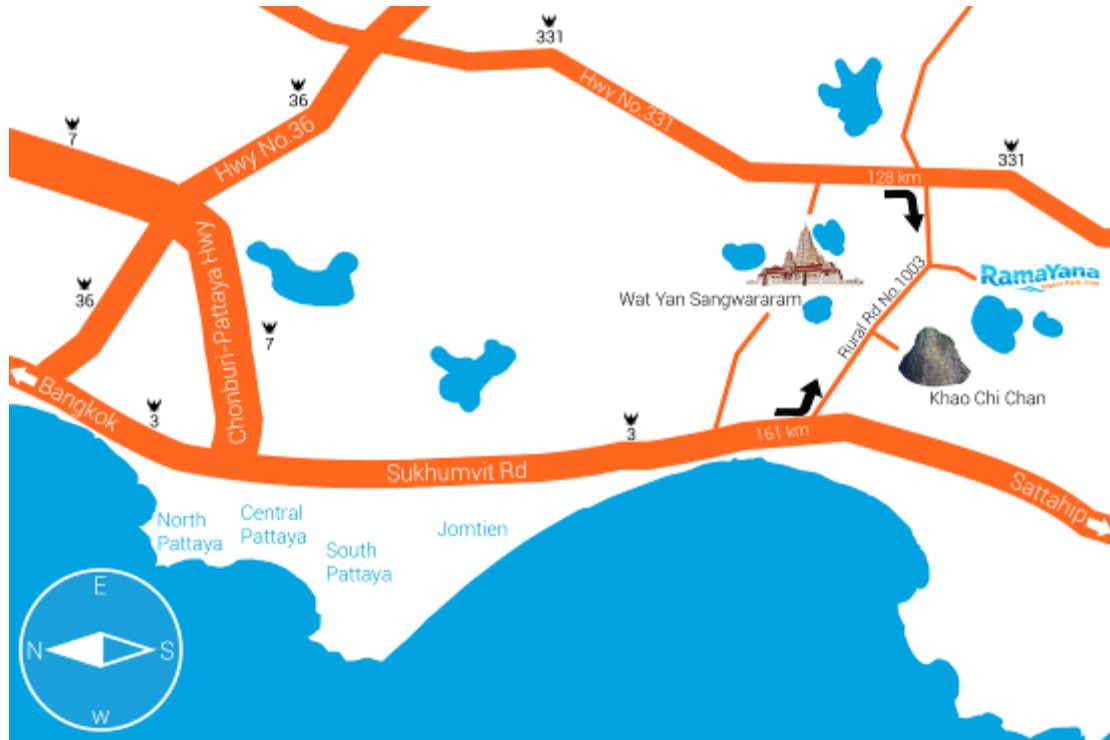 331
36
Hwy No.331
7
Hwy No.36
331
128 km
Chonburi-Pattaya Hwy
RamaYana
Wat Yan Sangwararam
Rural Rd No.1003
36
7
Khao Chi Chan
Bangkok
3
3
161 km
Sukhumvit Rd
Sattahip
North
Pattaya
Central
Pattaya
South
Pattaya
Jomtien
E
N
S
W